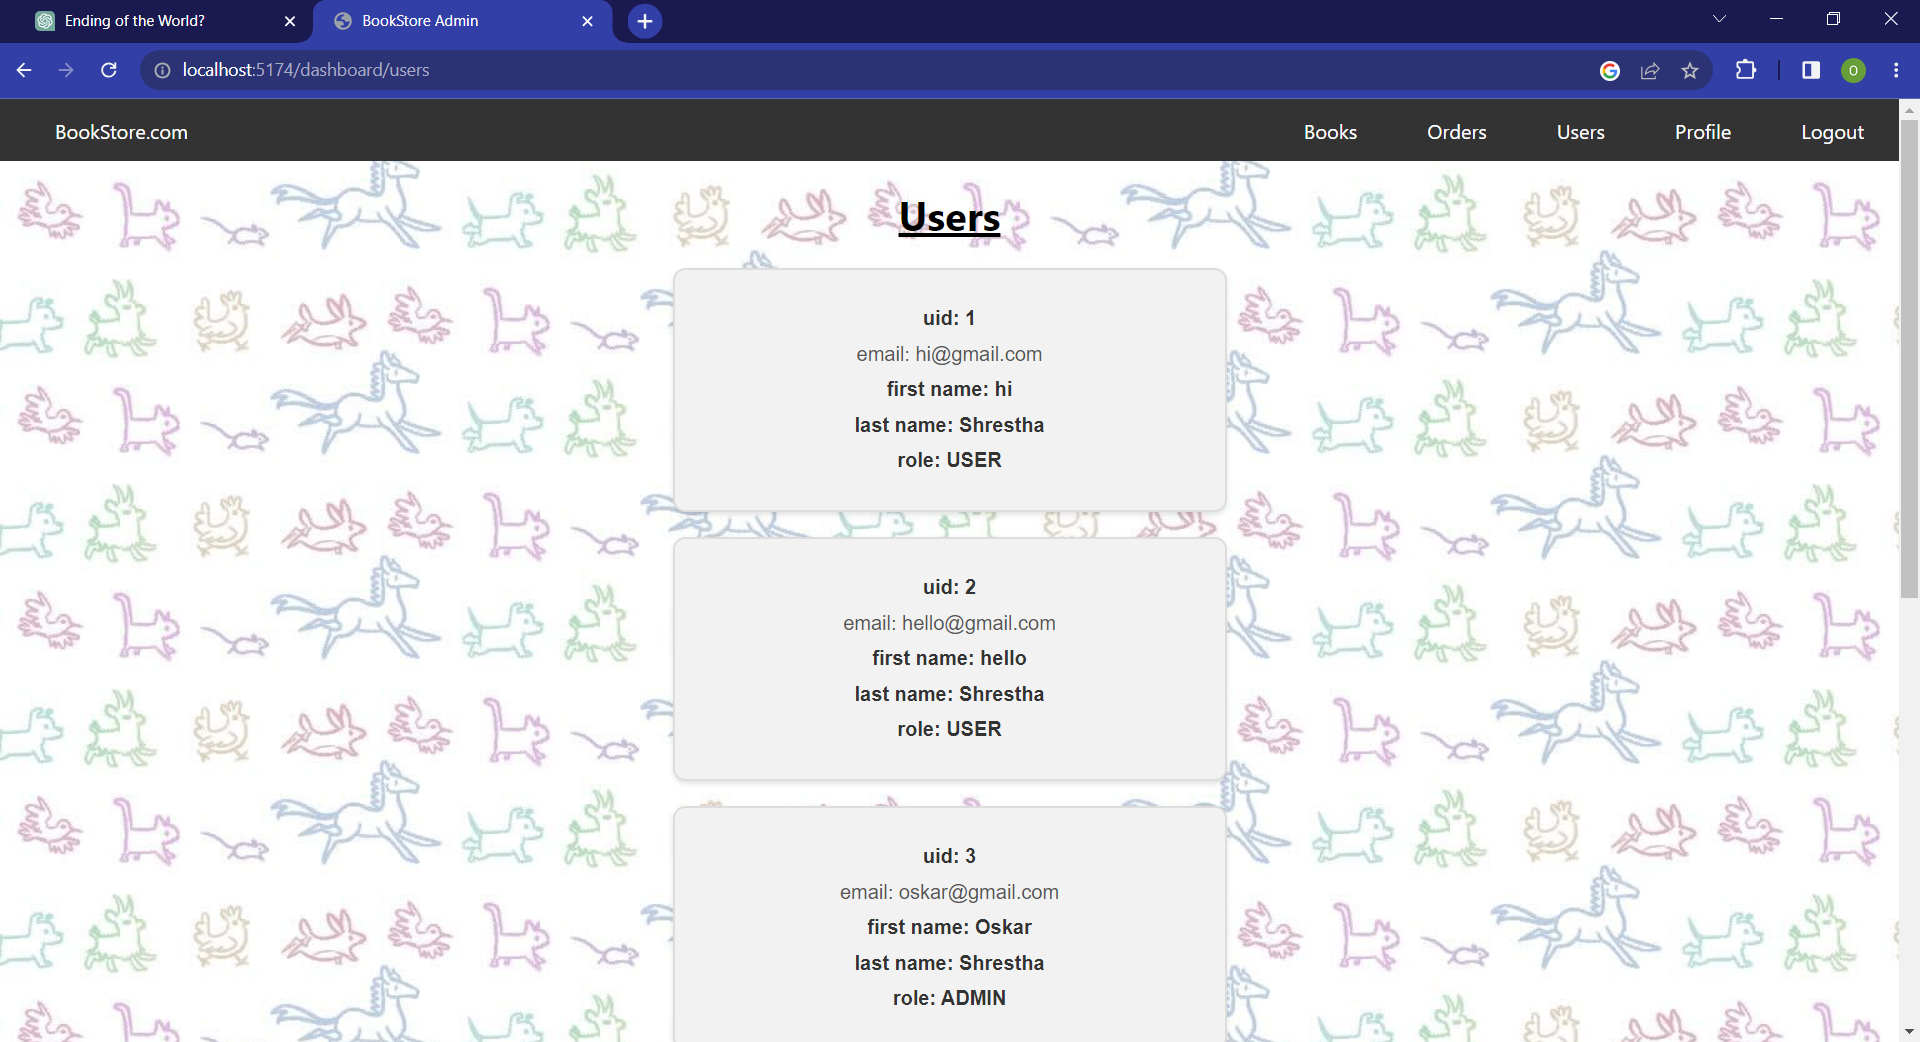 Ending of the World?
BookStore Admin
localhost:5174/dashboard/users
O
BookStore.com
Books
Orders
Users
Profile
Logout
Users
uid: 1
email: hi@gmail.com
first name: hi
last name: Shrestha
role: USER
uid: 2
email: hello@gmail.com
first name: hello
last name: Shrestha
role: USER
uid: 3
email: oskar@gmail.com
first name: Oskar
last name: Shrestha
role: ADMIN